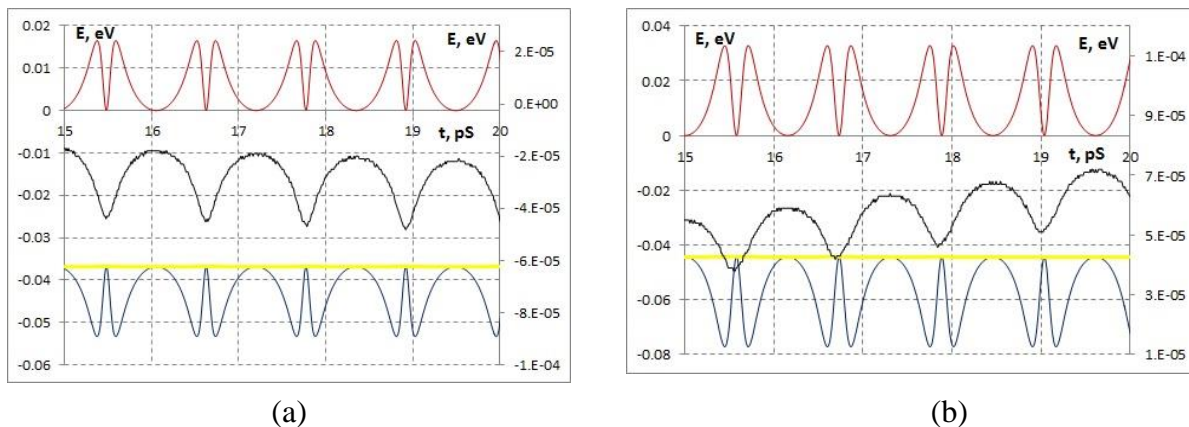 0.02
E, eV
E, eV
2.E-05
0.01
0
0.E+00
15 16 17 18 19 20
t, pS
-0.01
-2.E-05
-0.02
-4.E-05
-0.03
-6.E-05
-0.04
-0.05
-8.E-05
-0.06
-1.E-04
(a)
0.04
E, eV
E, eV
1.E-04
0.02
9.E-05
0
15 16 17 18 19 20
t, pS
7.E-05
-0.02
5.E-05
-0.04
3.E-05
-0.06
-0.08
1.E-05
(b)